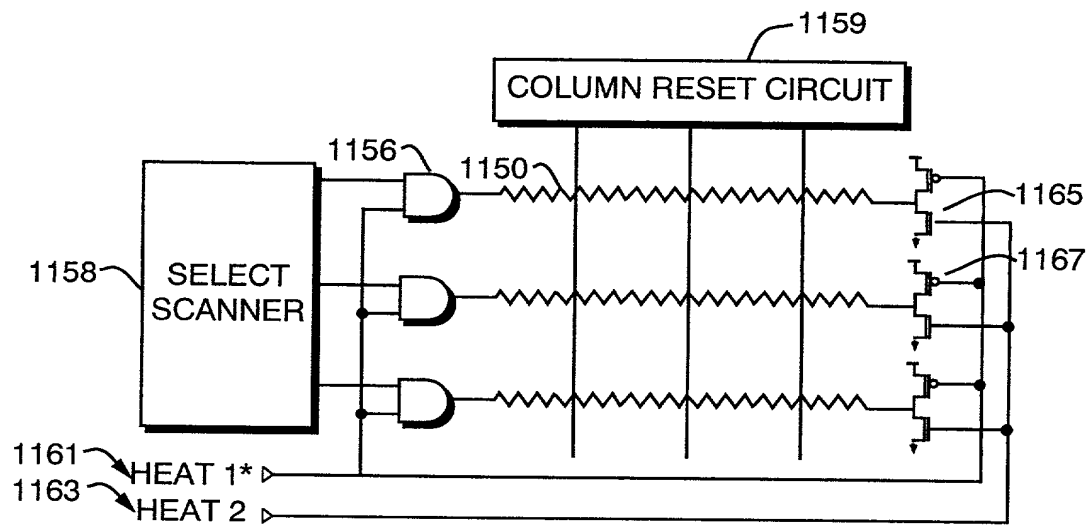 1159
COLUMN RESET CIRCUIT
1156
1150
1165
1158
SELECT
SCANNER
1167
1161
HEAT 1*
1163
HEAT 2